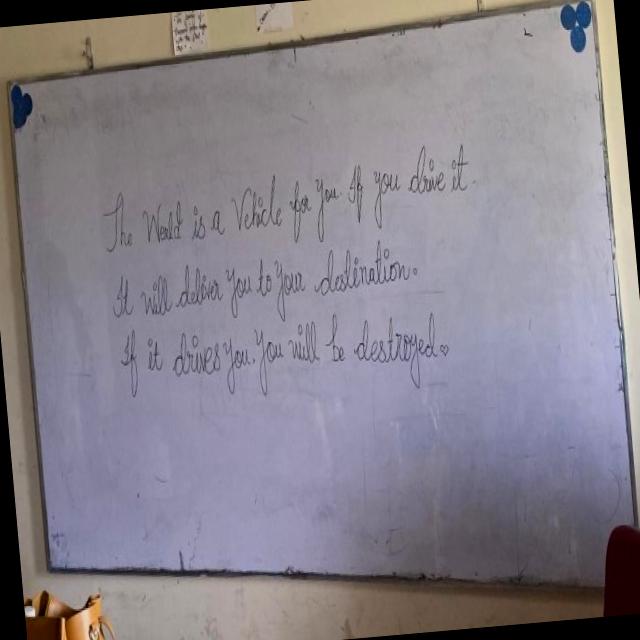 The World is a Vehicle for you If you drive it.
It will deliver you to your destination.
If it drives you you will be destroyed.